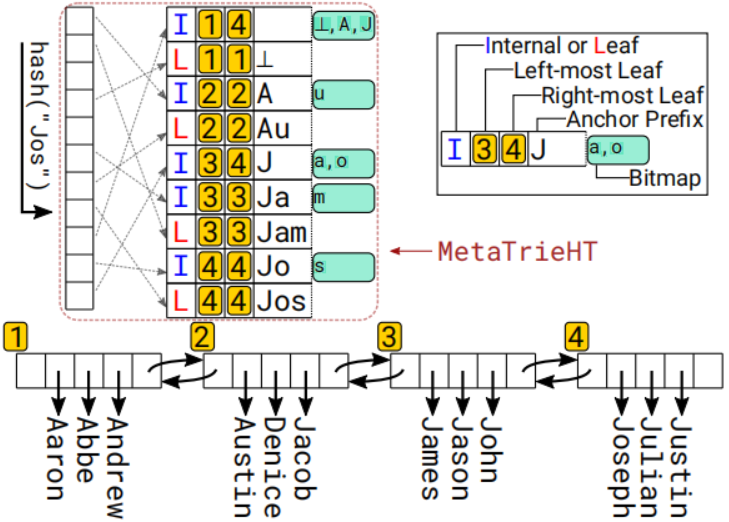 hash("Jos")
I 1 4 ⊥,A,J
L 1 1 ⊥
I 2 2 A u
L 2 2 Au
I 3 4 J a,o
I 3 3 Ja m
L 3 3 Jam
I 4 4 Jo s
L 4 4 Jos
Internal or Leaf
Left-most Leaf
Right-most Leaf
Anchor Prefix
I 3 4 J a,o
Bitmap
MetaTrieHT
1 2 3 4
Aaron Abbe Andrew Austin Denice Jacob James Jason John Joseph Julian Justin